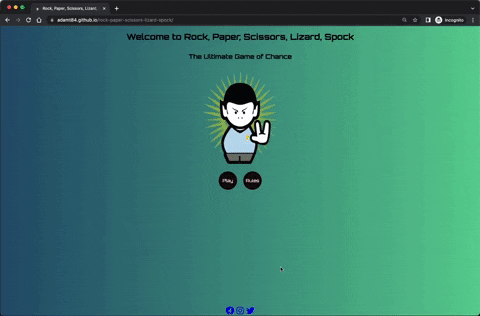 Rock, Paper, Scissors, Lizard
adamt84.github.io/rock-paper-scissors-lizard-spock/
Incognito
Welcome to Rock, Paper, Scissors, Lizard, Spock
The Ultimate Game of Chance
Play Rules